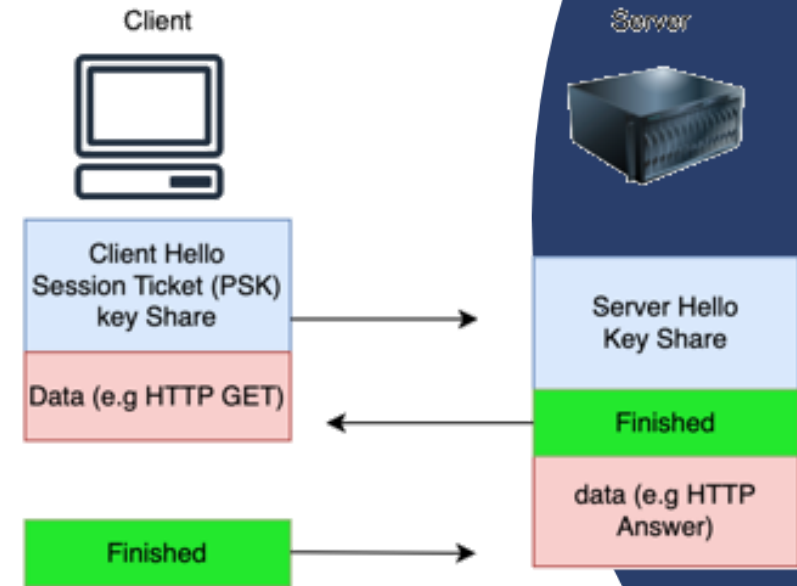 Client
Server
Client Hello
Session Ticket (PSK)
key Share
Data (e.g HTTP GET)
Server Hello
Key Share
Finished
data (e.g HTTP
Answer)
Finished